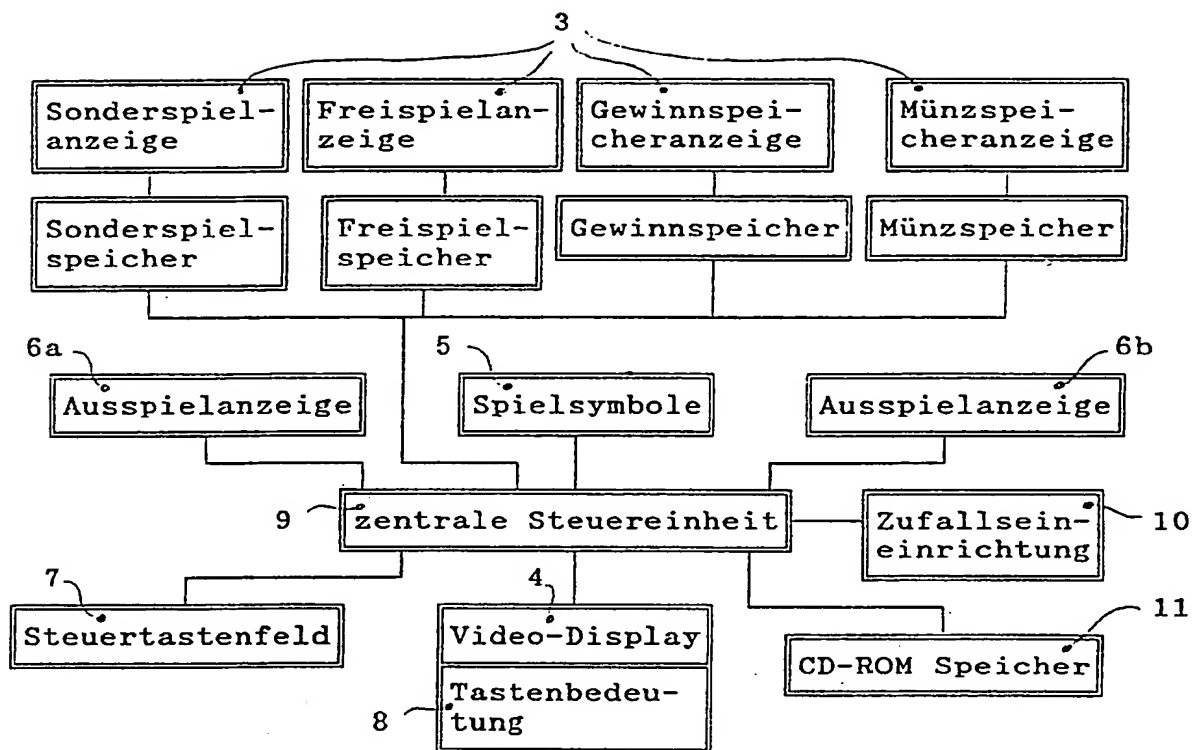 3
Sonderspiel-
anzeige
Freispielan-
zeige
Gewinnspei-
cheranzeige
Münzspei-
cheranzeige
Sonderspiel-
speicher
Freispiel-
speicher
Gewinnspeicher
Münzspeicher
6a
5
6b
Ausspielanzeige
Spielsymbole
Ausspielanzeige
9
zentrale Steuereinheit
Zufallsein-
einrichtung
10
7
4
11
Steuertastenfeld
Video-Display
CD-ROM Speicher
8
Tastenbedeu-
tung